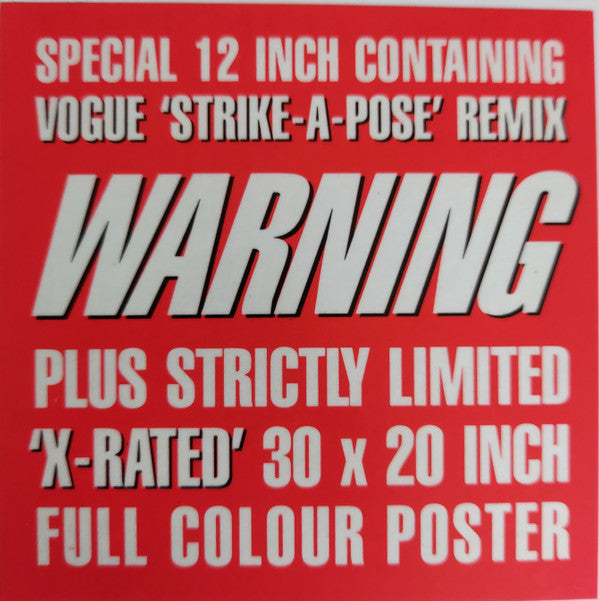 SPECIAL 12 INCH CONTAINING
VOGUE ‘STRIKE-A-POSE’ REMIX
WARNING
PLUS STRICTLY LIMITED
‘X-RATED’ 30 x 20 INCH
FULL COLOUR POSTER